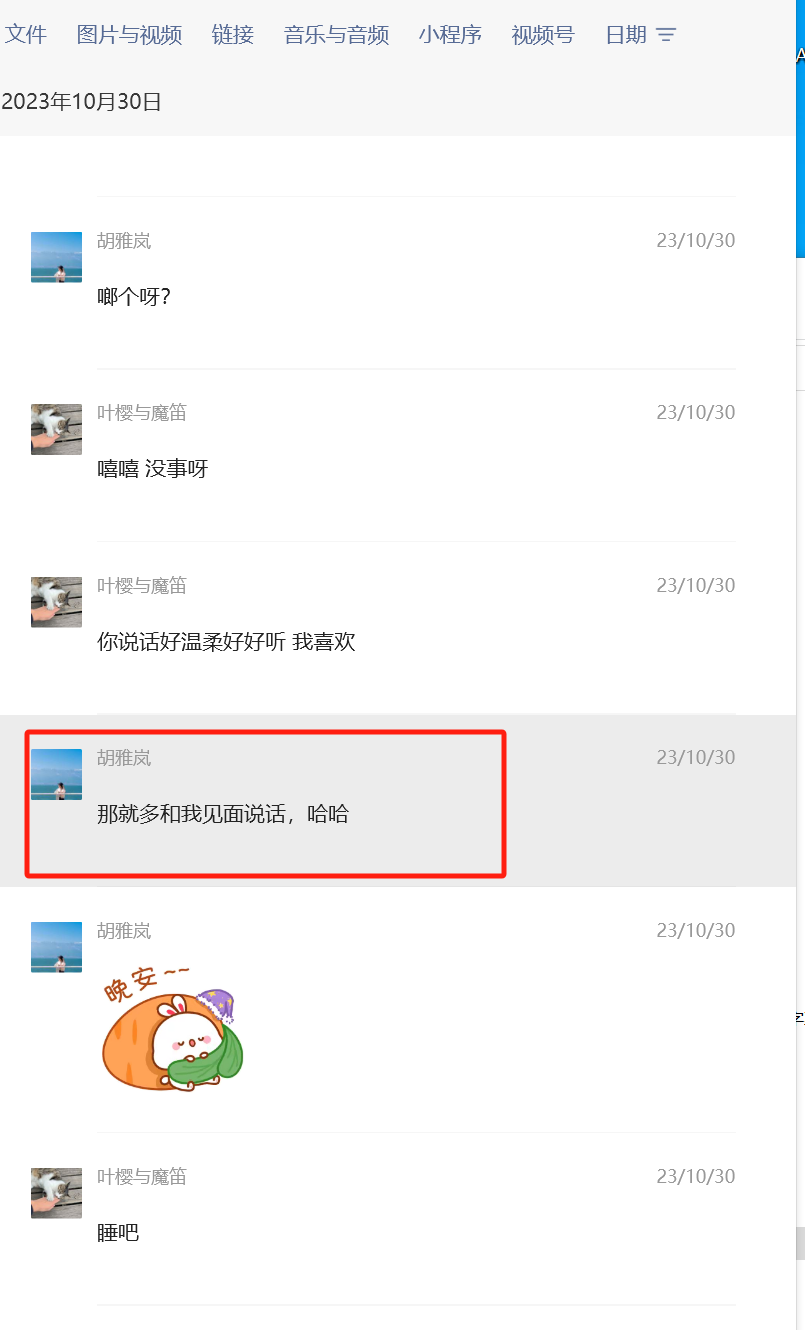 文件 图片与视频 链接 音乐与音频 小程序 视频号 日期
2023年10月30日
胡雅岚 23/10/30
啷个呀？
叶樱与魔笛 23/10/30
嘻嘻 没事呀
叶樱与魔笛 23/10/30
你说话好温柔好好听 我喜欢
胡雅岚 23/10/30
那就多和我见面说话，哈哈
胡雅岚 23/10/30
晚安~~
叶樱与魔笛 23/10/30
睡吧